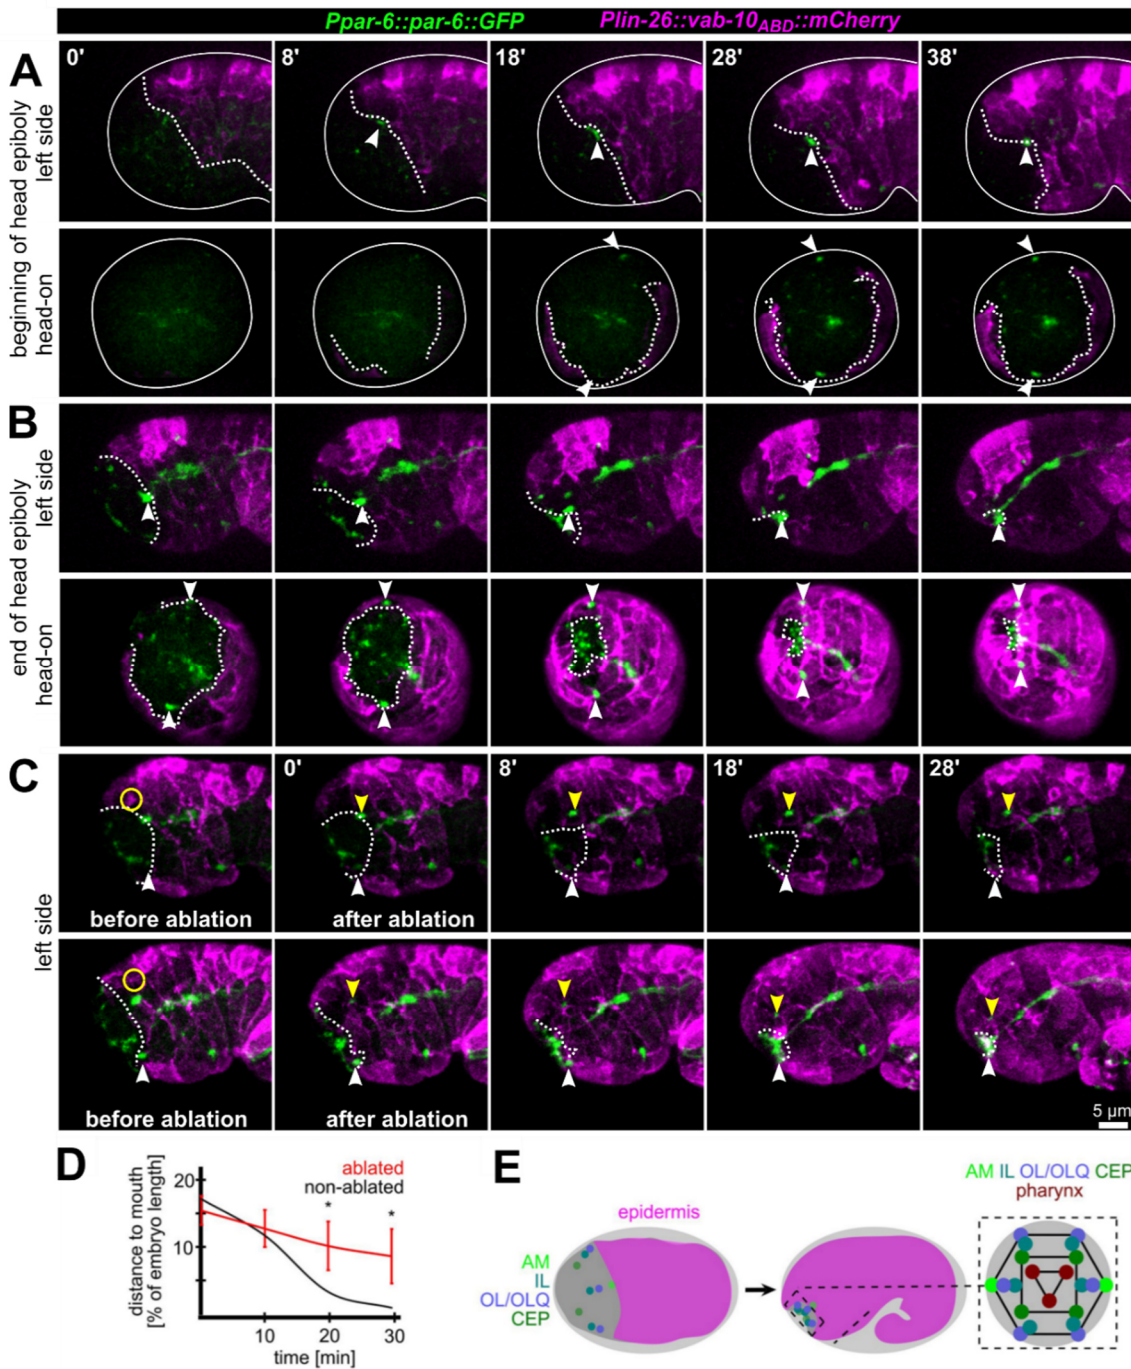 Ppar-6::par-6::GFP Plin-26::vab-10ABD::mCherry
A
beginning of head epiboly
left side
head-on
0' 8' 18' 28' 38'
B
end of head epiboly
left side
head-on
C
left side
0' 8' 18' 28'
before ablation after ablation
before ablation after ablation
5 µm
D
distance to mouth
[% of embryo length]
20
10
ablated
non-ablated
* *
0 10 20 30
time [min]
E
epidermis
AM
IL
OL/OLQ
CEP
AM IL OL/OLQ CEP
pharynx